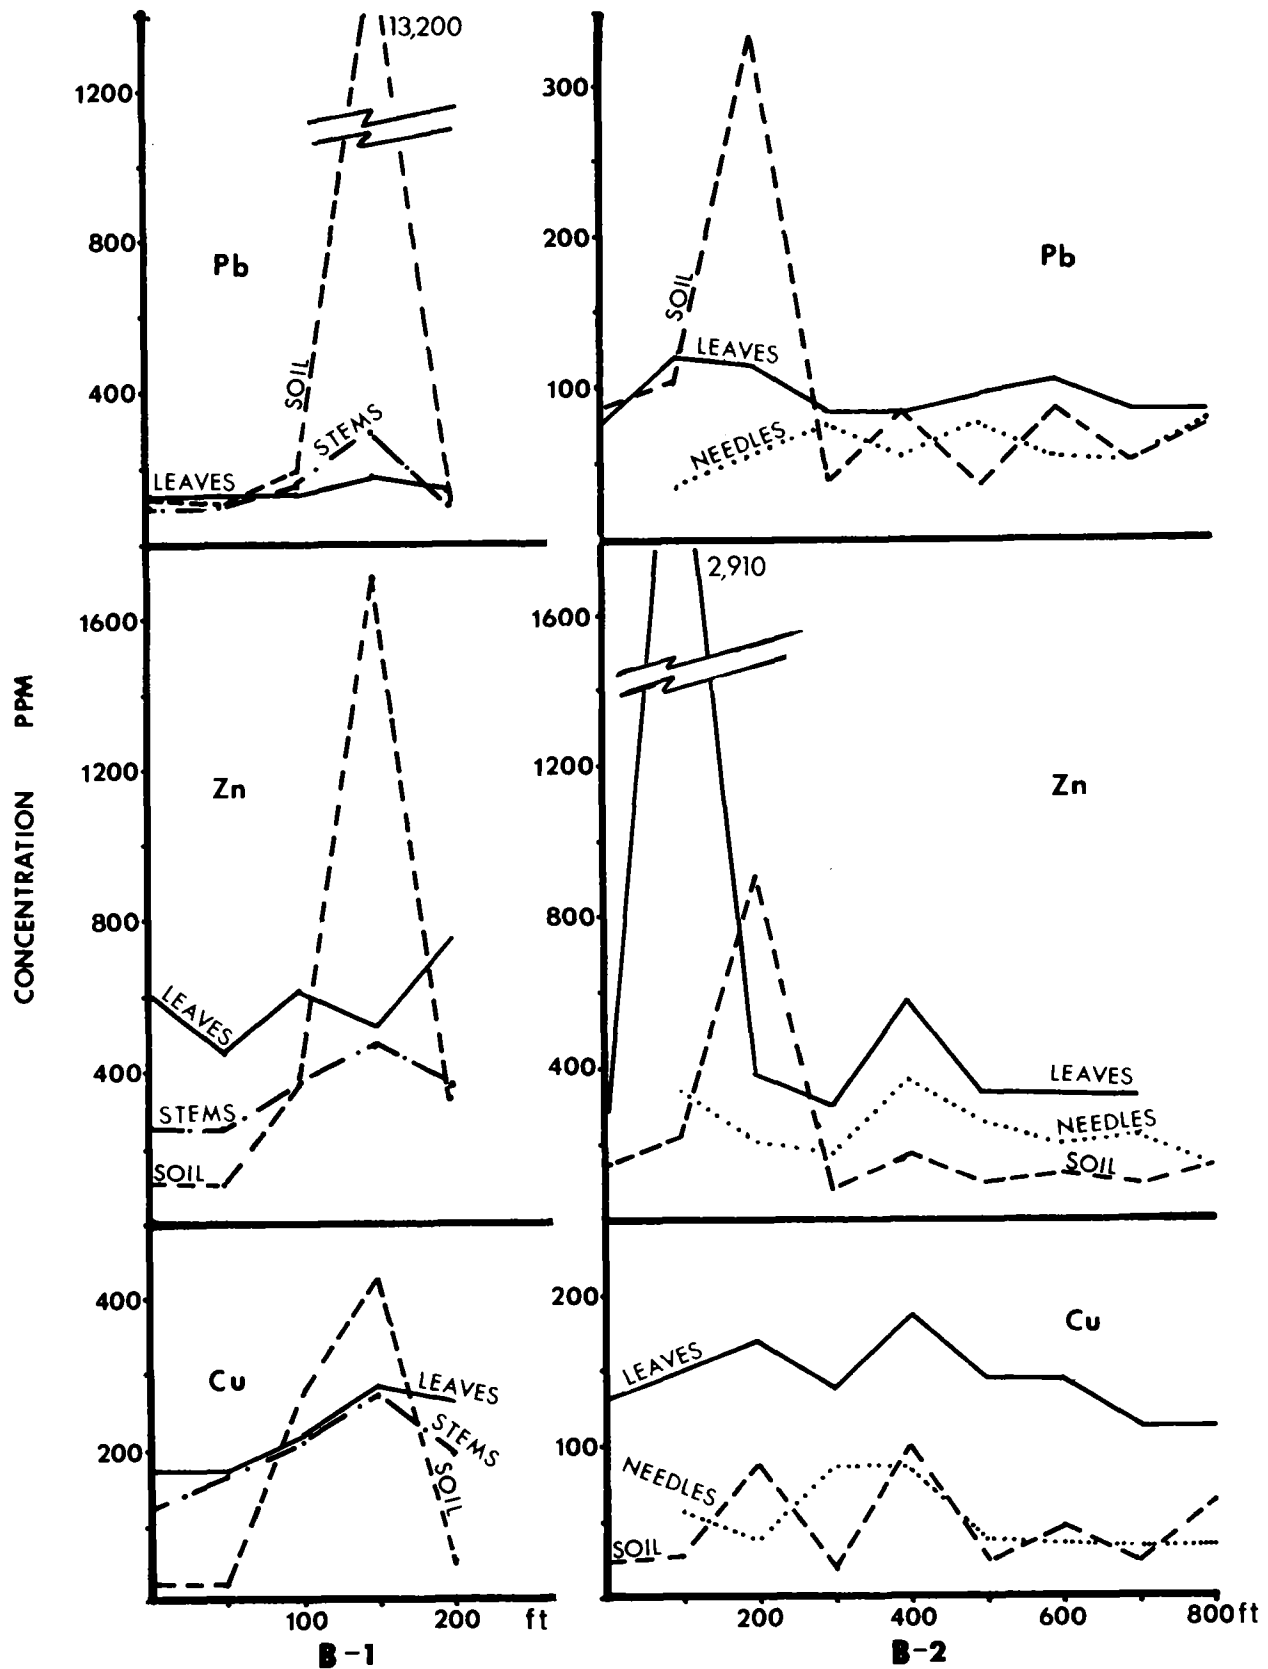 13,200
1200
800
400
Pb
SOIL
STEMS
LEAVES
300
200
100
Pb
SOIL
LEAVES
NEEDLES
CONCENTRATION PPM
1600
1200
800
400
Zn
LEAVES
STEMS
SOIL
2,910
1600
1200
800
400
Zn
LEAVES
NEEDLES
SOIL
400
200
Cu
LEAVES
STEMS
SOIL
100 200 ft
B-1
200
100
Cu
LEAVES
NEEDLES
SOIL
200 400 600 800 ft
B-2